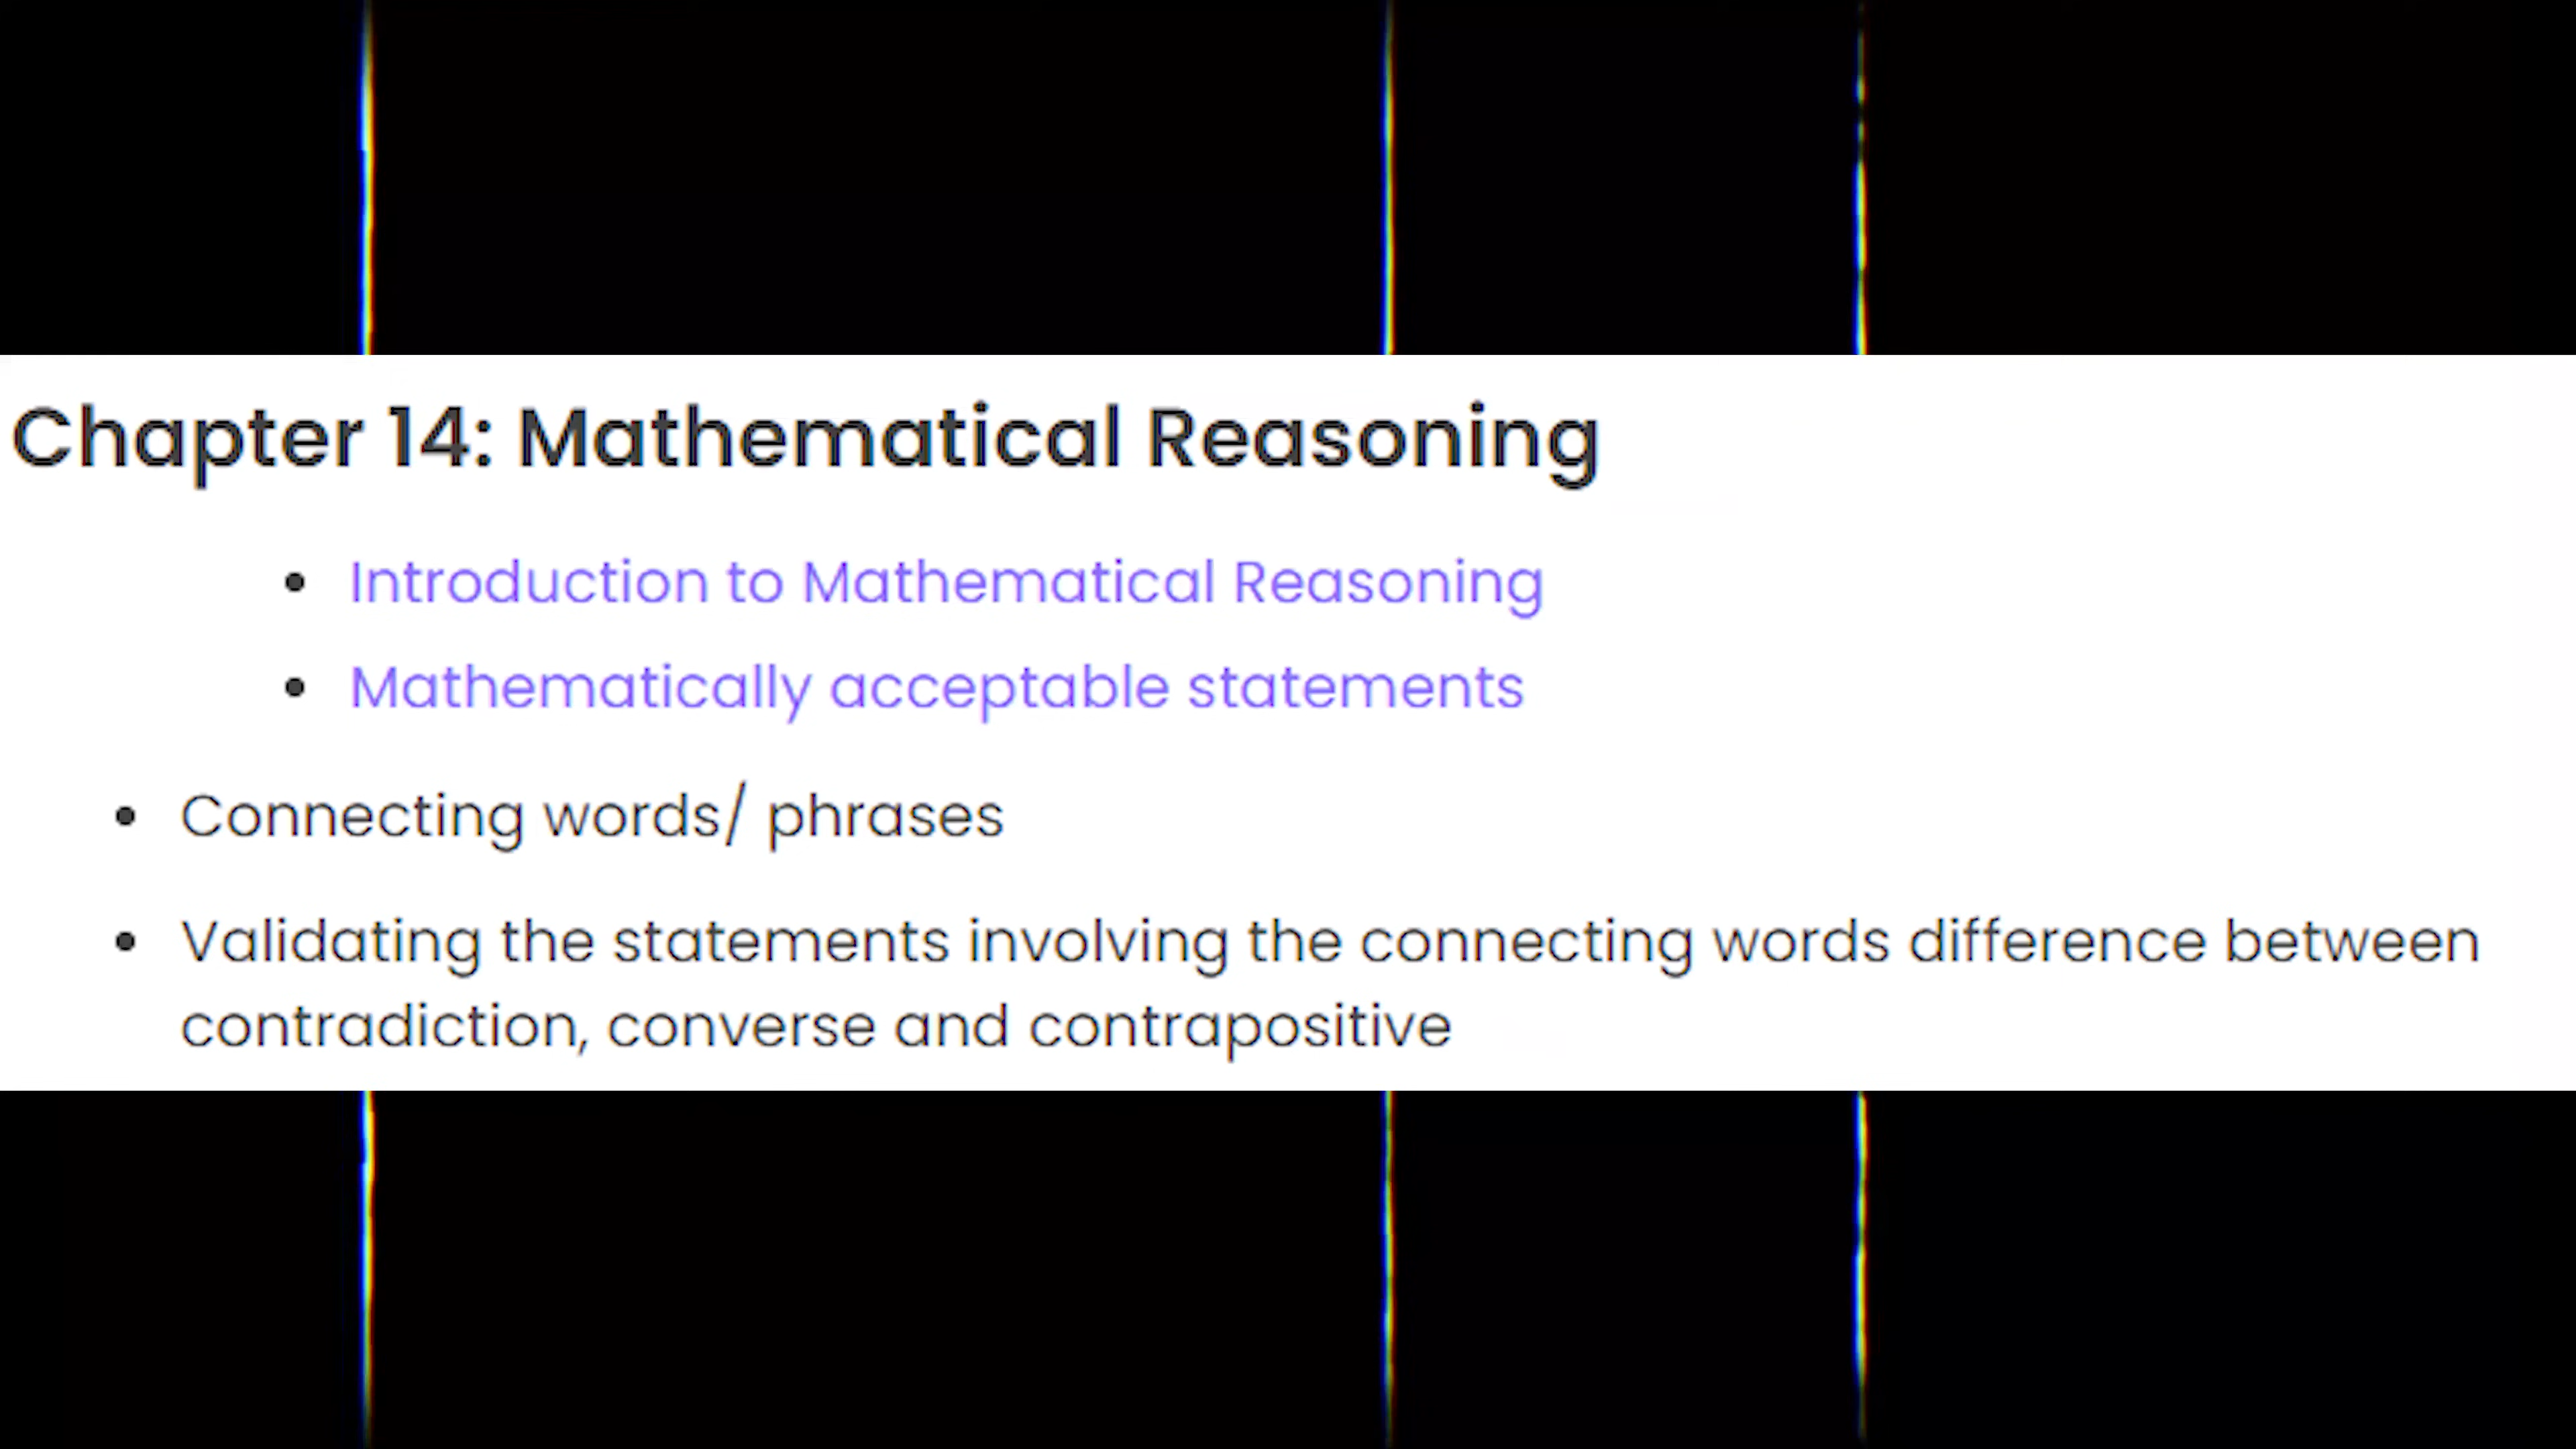 Chapter 14: Mathematical Reasoning
• Introduction to Mathematical Reasoning
• Mathematically acceptable statements
• Connecting words/ phrases
• Validating the statements involving the connecting words difference between
contradiction, converse and contrapositive